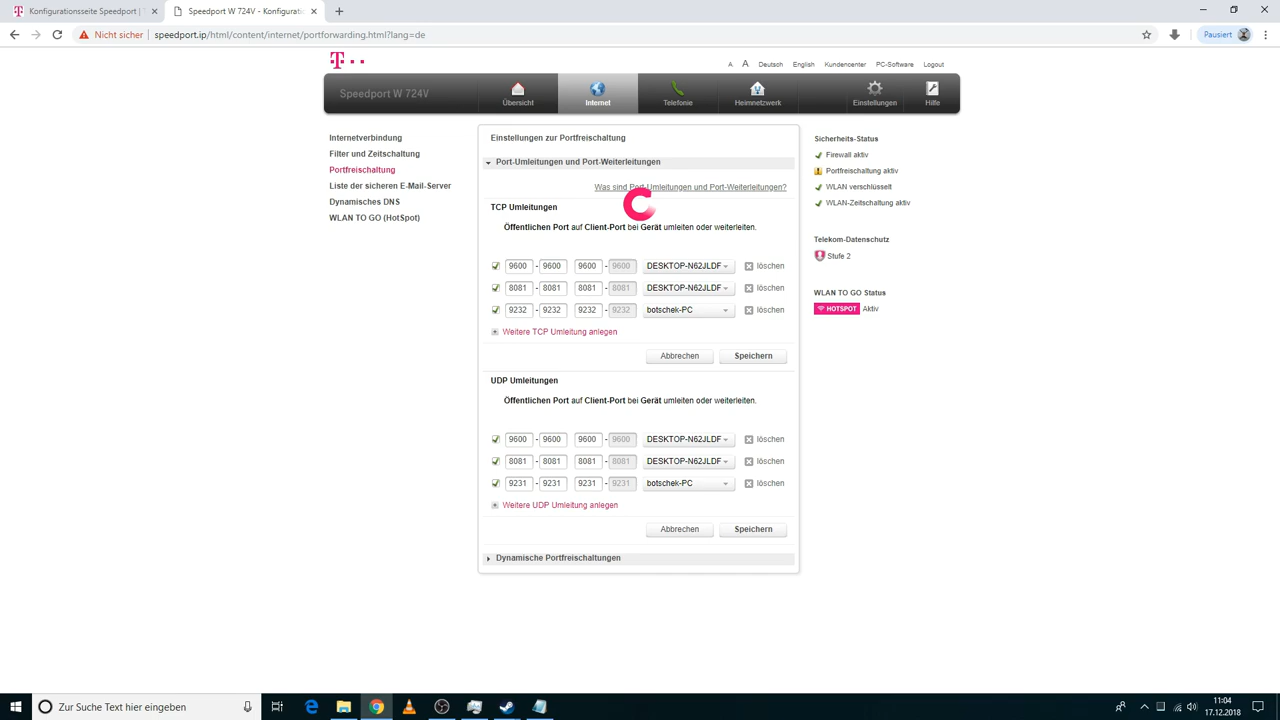 Konfigurationsseite Speedport | T
Speedport W 724V - Konfiguration
Nicht sicher
speedport.ip/html/content/internet/portforwarding.html?lang=de
Pausiert
T
A A Deutsch English Kundencenter PC-Software Logout
Speedport W 724V
Übersicht
Internet
Telefonie
Heimnetzwerk
Einstellungen
Hilfe
Internetverbindung
Filter und Zeitschaltung
Portfreischaltung
Liste der sicheren E-Mail-Server
Dynamisches DNS
WLAN TO GO (HotSpot)
Einstellungen zur Portfreischaltung
Port-Umleitungen und Port-Weiterleitungen
Was sind Port-Umleitungen und Port-Weiterleitungen?
TCP Umleitungen
Öffentlichen Port auf Client-Port bei Gerät umleiten oder weiterleiten.
9600 - 9600 9600 - 9600 DESKTOP-N62JLDF löschen
8081 - 8081 8081 - 8081 DESKTOP-N62JLDF löschen
9232 - 9232 9232 - 9232 botschek-PC löschen
Weitere TCP Umleitung anlegen
Abbrechen Speichern
UDP Umleitungen
Öffentlichen Port auf Client-Port bei Gerät umleiten oder weiterleiten.
9600 - 9600 9600 - 9600 DESKTOP-N62JLDF löschen
8081 - 8081 8081 - 8081 DESKTOP-N62JLDF löschen
9231 - 9231 9231 - 9231 botschek-PC löschen
Weitere UDP Umleitung anlegen
Abbrechen Speichern
Dynamische Portfreischaltungen
Sicherheits-Status
Firewall aktiv
Portfreischaltung aktiv
WLAN verschlüsselt
WLAN-Zeitschaltung aktiv
Telekom-Datenschutz
Stufe 2
WLAN TO GO Status
HOTSPOT Aktiv
Zur Suche Text hier eingeben
11:04
17.12.2018